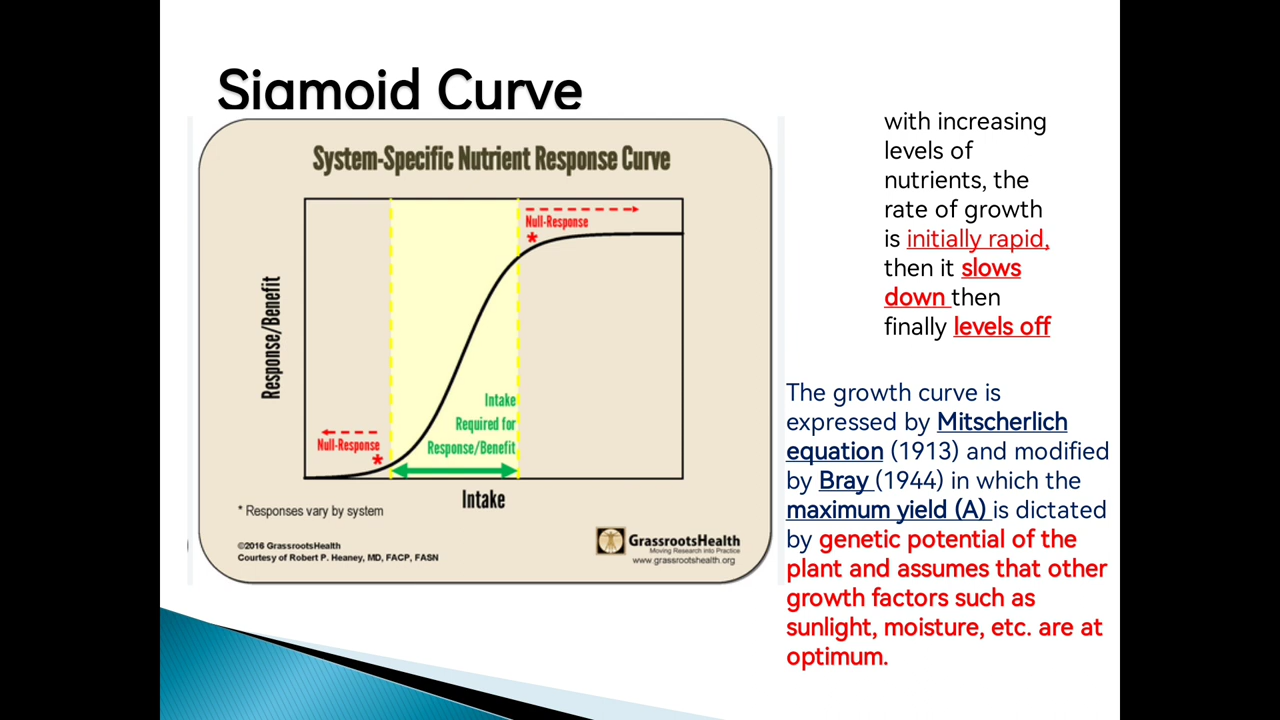 Sigmoid Curve
System-Specific Nutrient Response Curve
Null-Response
*
Response/Benefit
Intake
Required for
Response/Benefit
Null-Response
*
Intake
* Responses vary by system
©2016 GrassrootsHealth
Courtesy of Robert P. Heaney, MD, FACP, FASN
GrassrootsHealth
Moving Research into Practice
www.grassrootshealth.org
with increasing
levels of
nutrients, the
rate of growth
is initially rapid,
then it slows
down then
finally levels off
The growth curve is
expressed by Mitscherlich
equation (1913) and modified
by Bray (1944) in which the
maximum yield (A) is dictated
by genetic potential of the
plant and assumes that other
growth factors such as
sunlight, moisture, etc. are at
optimum.